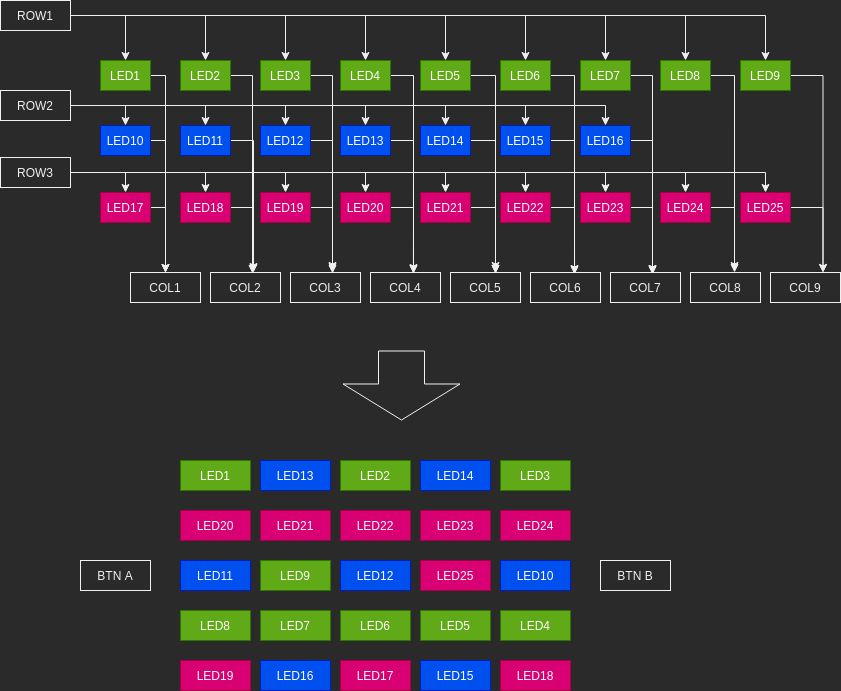 ROW1
LED1 LED2 LED3 LED4 LED5 LED6 LED7 LED8 LED9
ROW2
LED10 LED11 LED12 LED13 LED14 LED15 LED16
ROW3
LED17 LED18 LED19 LED20 LED21 LED22 LED23 LED24 LED25
COL1 COL2 COL3 COL4 COL5 COL6 COL7 COL8 COL9
LED1 LED13 LED2 LED14 LED3
LED20 LED21 LED22 LED23 LED24
BTN A LED11 LED9 LED12 LED25 LED10 BTN B
LED8 LED7 LED6 LED5 LED4
LED19 LED16 LED17 LED15 LED18